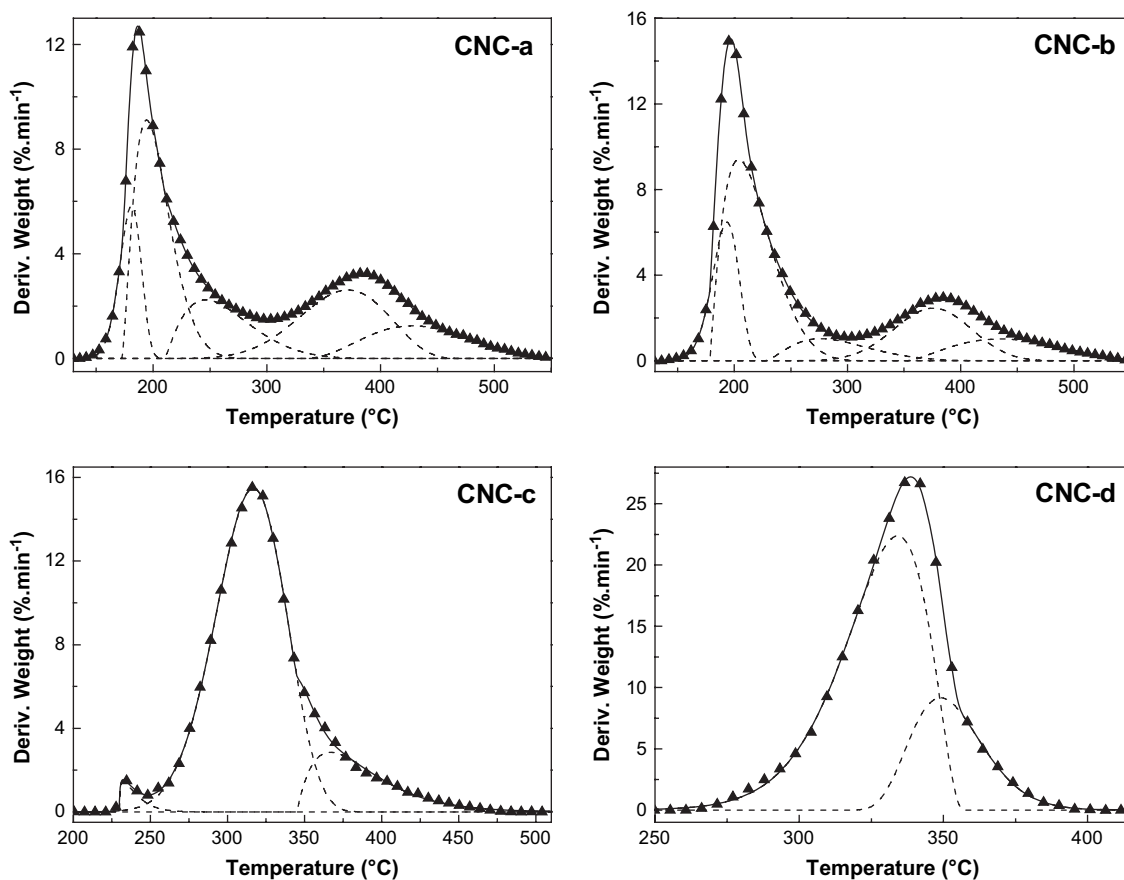 CNC-a
12
8
4
0
Deriv. Weight (%.min-1)
200 300 400 500
Temperature (°C)
CNC-b
16
12
8
4
0
Deriv. Weight (%.min-1)
200 300 400 500
Temperature (°C)
CNC-c
16
12
8
4
0
Deriv. Weight (%.min-1)
200 250 300 350 400 450 500
Temperature (°C)
CNC-d
25
20
15
10
5
0
Deriv. Weight (%.min-1)
250 300 350 400
Temperature (°C)